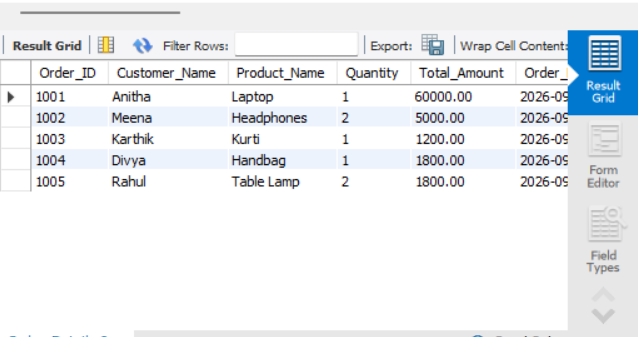 Result Grid Filter Rows: Export: Wrap Cell Content:
Order_ID Customer_Name Product_Name Quantity Total_Amount Order_
1001 Anitha Laptop 1 60000.00 2026-09
1002 Meena Headphones 2 5000.00 2026-09
1003 Karthik Kurti 1 1200.00 2026-09
1004 Divya Handbag 1 1800.00 2026-09
1005 Rahul Table Lamp 2 1800.00 2026-09
Result
Grid
Form
Editor
Field
Types